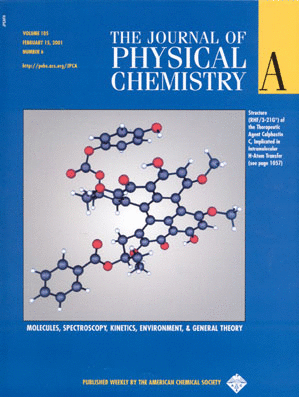 VOLUME 105
FEBRUARY 15, 2001
NUMBER 6
http://pubs.acs.org/JPCA
THE JOURNAL OF
PHYSICAL
CHEMISTRY
A
Structure
(RHF/3-21G*) of
the Therapeutic
Agent Calphostin
C, Implicated in
Intramolecular
H-Atom Transfer
(see page 1057)
MOLECULES, SPECTROSCOPY, KINETICS, ENVIRONMENT, & GENERAL THEORY
PUBLISHED WEEKLY BY THE AMERICAN CHEMICAL SOCIETY